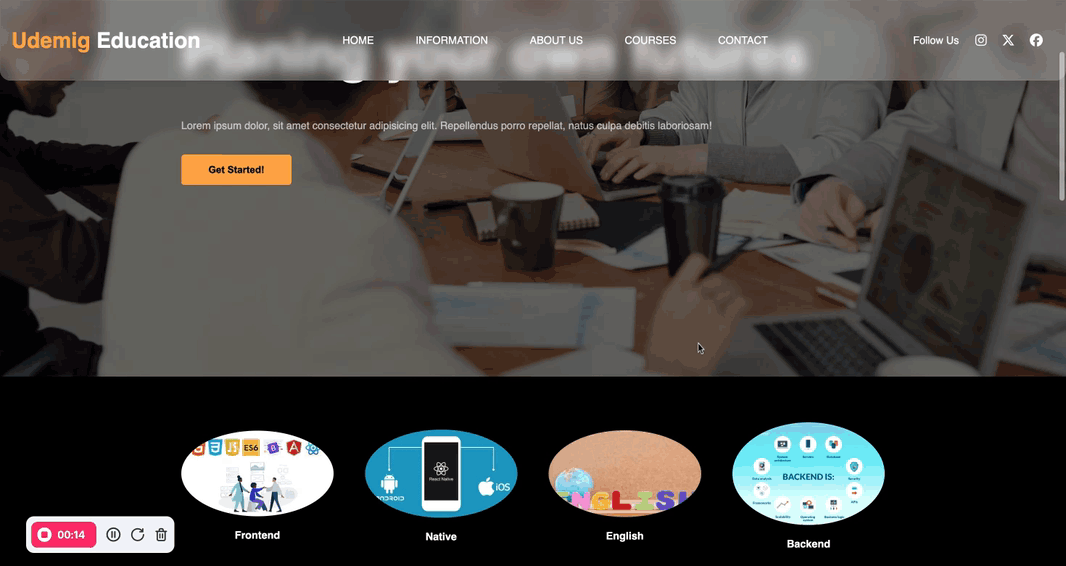 Udemig Education
HOME INFORMATION ABOUT US COURSES CONTACT
Follow Us
your own futures
Lorem ipsum dolor, sit amet consectetur adipisicing elit. Repellendus porro repellat, natus culpa debitis laboriosam!
Get Started!
JS ES6
React Native
iOS
BACKEND IS:
ENGLISH
00:14
Frontend
Native
English
Backend